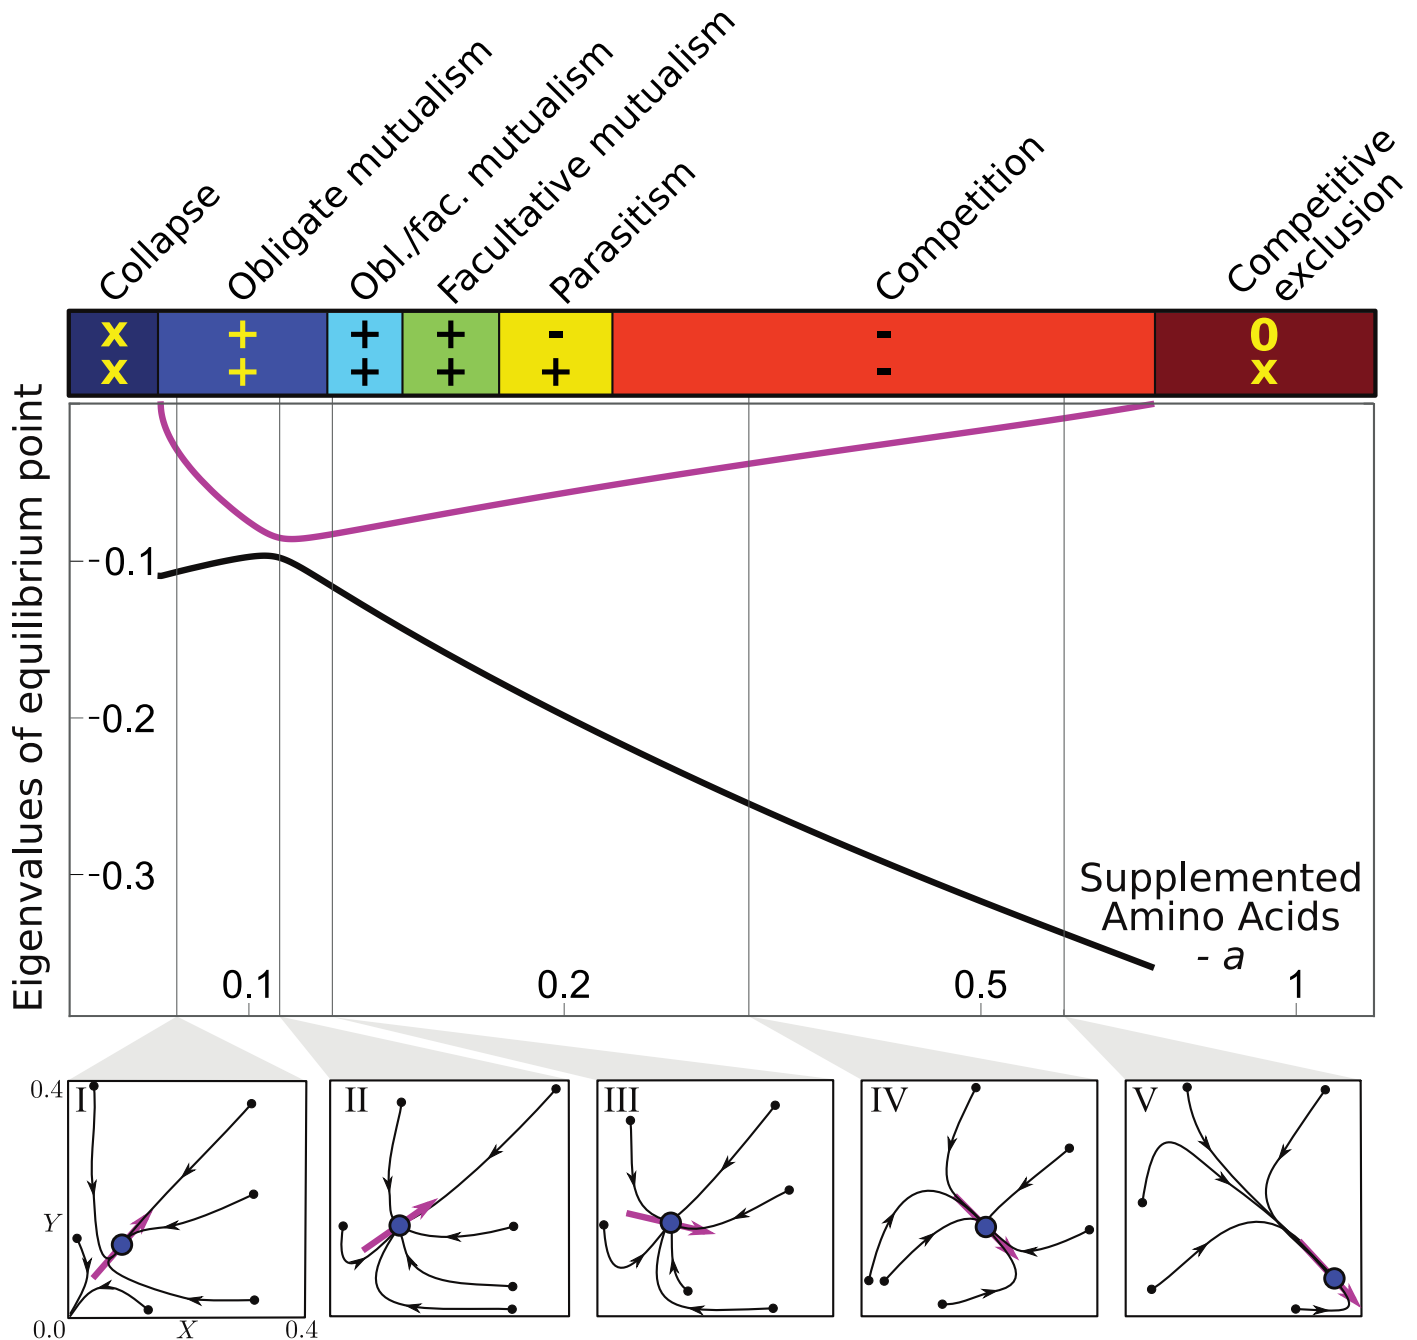 Collapse
Obligate mutualism
Obl./fac. mutualism
Facultative mutualism
Parasitism
Competition
Competitive
exclusion
x + + + - - 0
x + + + + - x
Eigenvalues of equilibrium point
-0.1
-0.2
-0.3
Supplemented
Amino Acids
- a
0.1 0.2 0.5 1
I II III IV V
0.4
Y
0.0 X 0.4